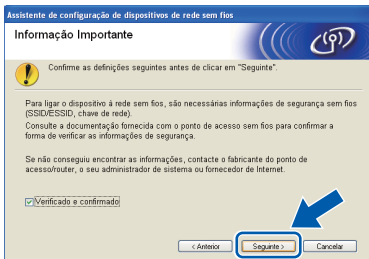 Assistente de configuração de dispositivos de rede sem fios
Informação Importante
Confirme as definições seguintes antes de clicar em "Seguinte".
Para ligar o dispositivo à rede sem fios, são necessárias informações de segurança sem fios
(SSID/ESSID, chave de rede).
Consulte a documentação fornecida com o ponto de acesso sem fios para confirmar a
forma de verificar as informações de segurança.
Se não conseguiu encontrar as informações, contacte o fabricante do ponto de
acesso/router, o seu administrador de sistema ou fornecedor de Internet.
Verificado e confirmado
< Anterior
Seguinte >
Cancelar